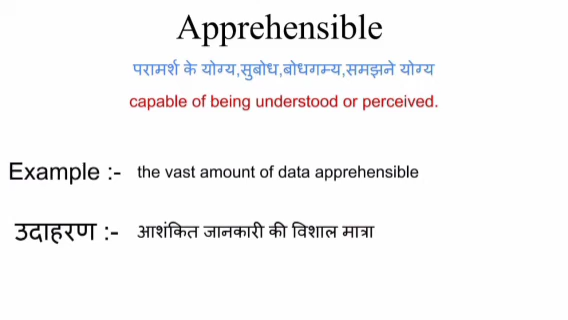 Apprehensible
परामर्श के योग्य,सुबोध,बोधगम्य,समझने योग्य
capable of being understood or perceived.
Example :- the vast amount of data apprehensible
उदाहरण :- आशंकित जानकारी की विशाल मात्रा